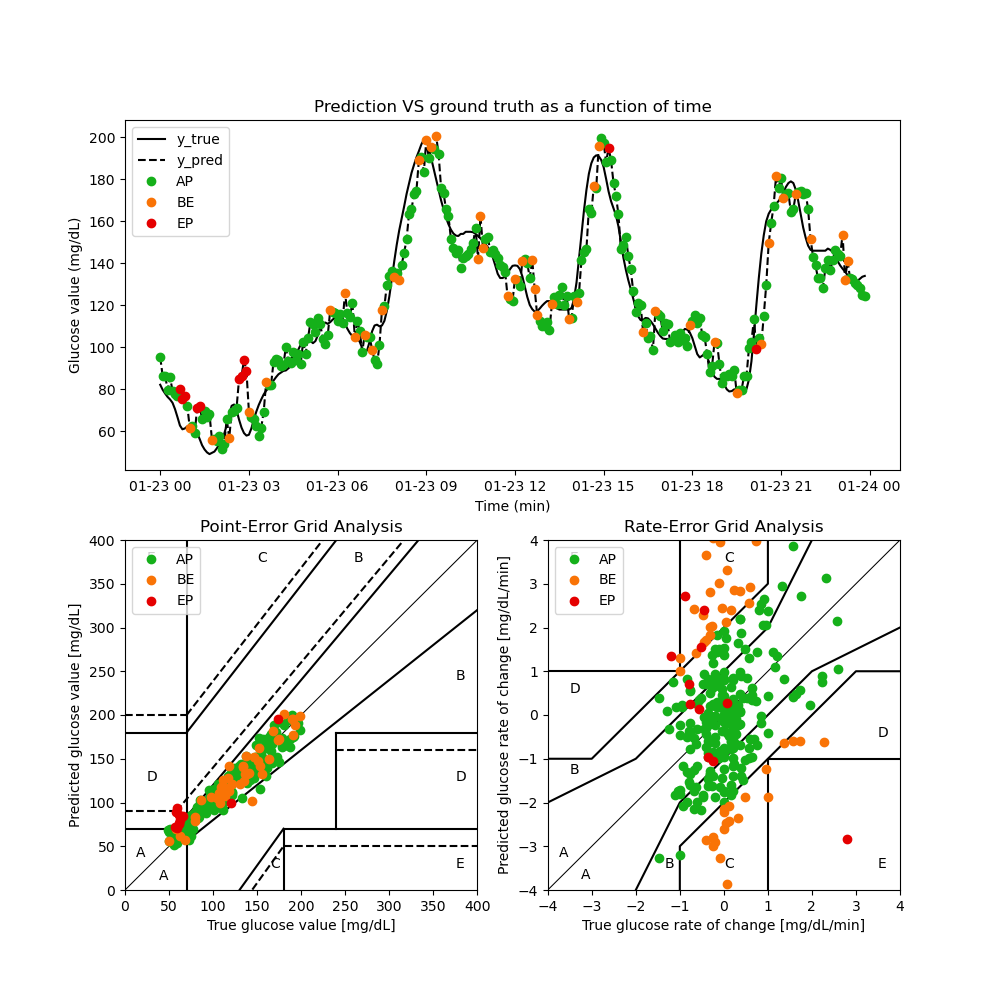 Prediction VS ground truth as a function of time
Glucose value (mg/dL)
200
180
160
140
120
100
80
60
y_true
y_pred
AP
BE
EP
01-23 00 01-23 03 01-23 06 01-23 09 01-23 12 01-23 15 01-23 18 01-23 21 01-24 00
Time (min)
Point-Error Grid Analysis
Predicted glucose value [mg/dL]
400
350
300
250
200
150
100
50
0
AP
BE
EP
C B
B
D D
A
A
C E
0 50 100 150 200 250 300 350 400
True glucose value [mg/dL]
Rate-Error Grid Analysis
Predicted glucose rate of change [mg/dL/min]
4
3
2
1
0
−1
−2
−3
−4
AP
BE
EP
C
D
D
B
A
A
B C E
−4 −3 −2 −1 0 1 2 3 4
True glucose rate of change [mg/dL/min]